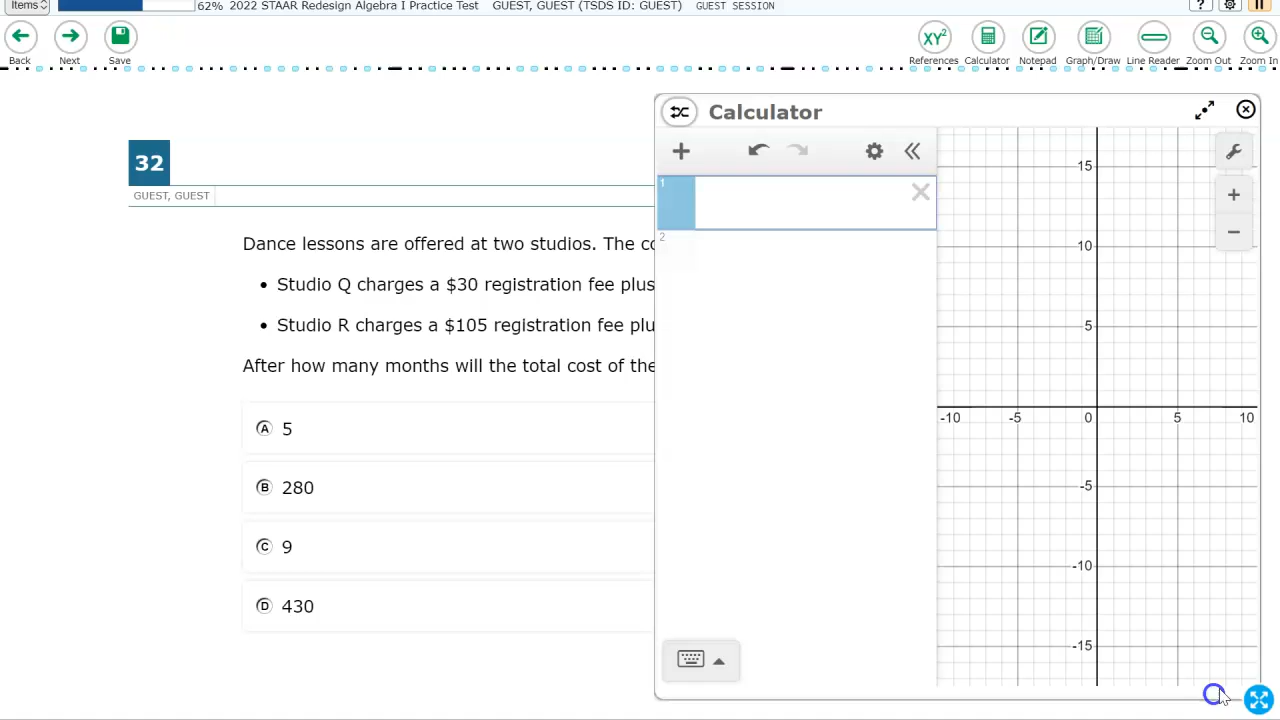 Items
62% 2022 STAAR Redesign Algebra I Practice Test GUEST, GUEST (TSDS ID: GUEST) GUEST SESSION ?
Back Next Save XY² References Calculator Notepad Graph/Draw Line Reader Zoom Out Zoom In
Calculator
32
GUEST, GUEST
1
2
Dance lessons are offered at two studios. The co
• Studio Q charges a $30 registration fee plus
• Studio R charges a $105 registration fee plu
After how many months will the total cost of the
A 5
B 280
C 9
D 430
15
10
5
-10 -5 0 5 10
-5
-10
-15